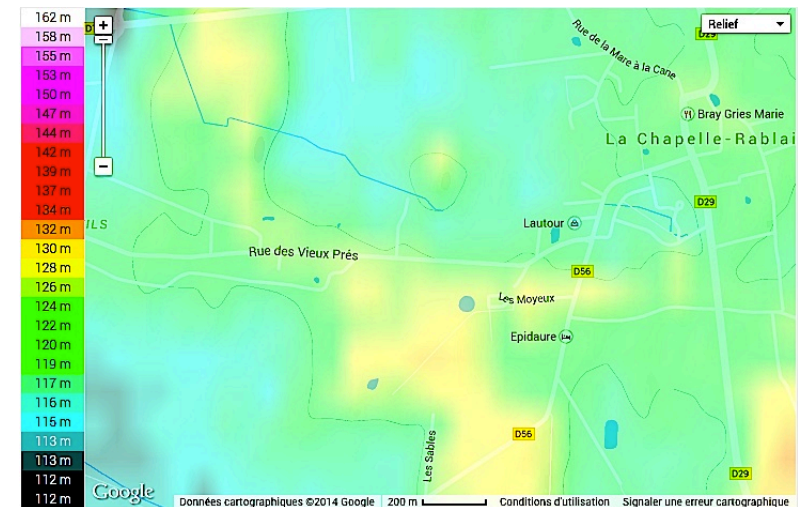 162 m
158 m
155 m
153 m
150 m
147 m
144 m
142 m
139 m
137 m
134 m
132 m
130 m
128 m
126 m
124 m
122 m
120 m
119 m
117 m
116 m
115 m
113 m
113 m
112 m
112 m
Relief
D29
Rue de la Mare à la Cane
Bray Gries Marie
La Chapelle-Rablai
D29
ILS
Lautour
Rue des Vieux Prés
D56
Les Moyeux
Epidaure
D56
Les Sables
D29
Google
Données cartographiques ©2014 Google
200 m
Conditions d'utilisation
Signaler une erreur cartographique